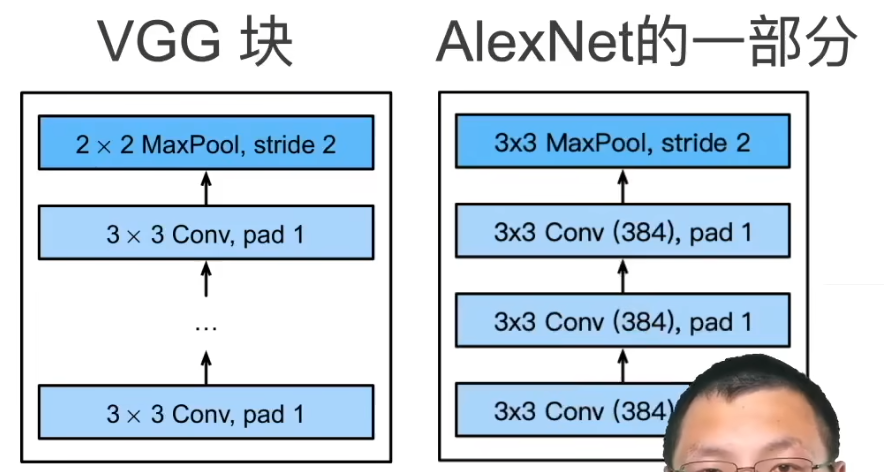 VGG 块
2 × 2 MaxPool, stride 2
3 × 3 Conv, pad 1
...
3 × 3 Conv, pad 1
AlexNet的一部分
3x3 MaxPool, stride 2
3x3 Conv (384), pad 1
3x3 Conv (384), pad 1
3x3 Conv (384)